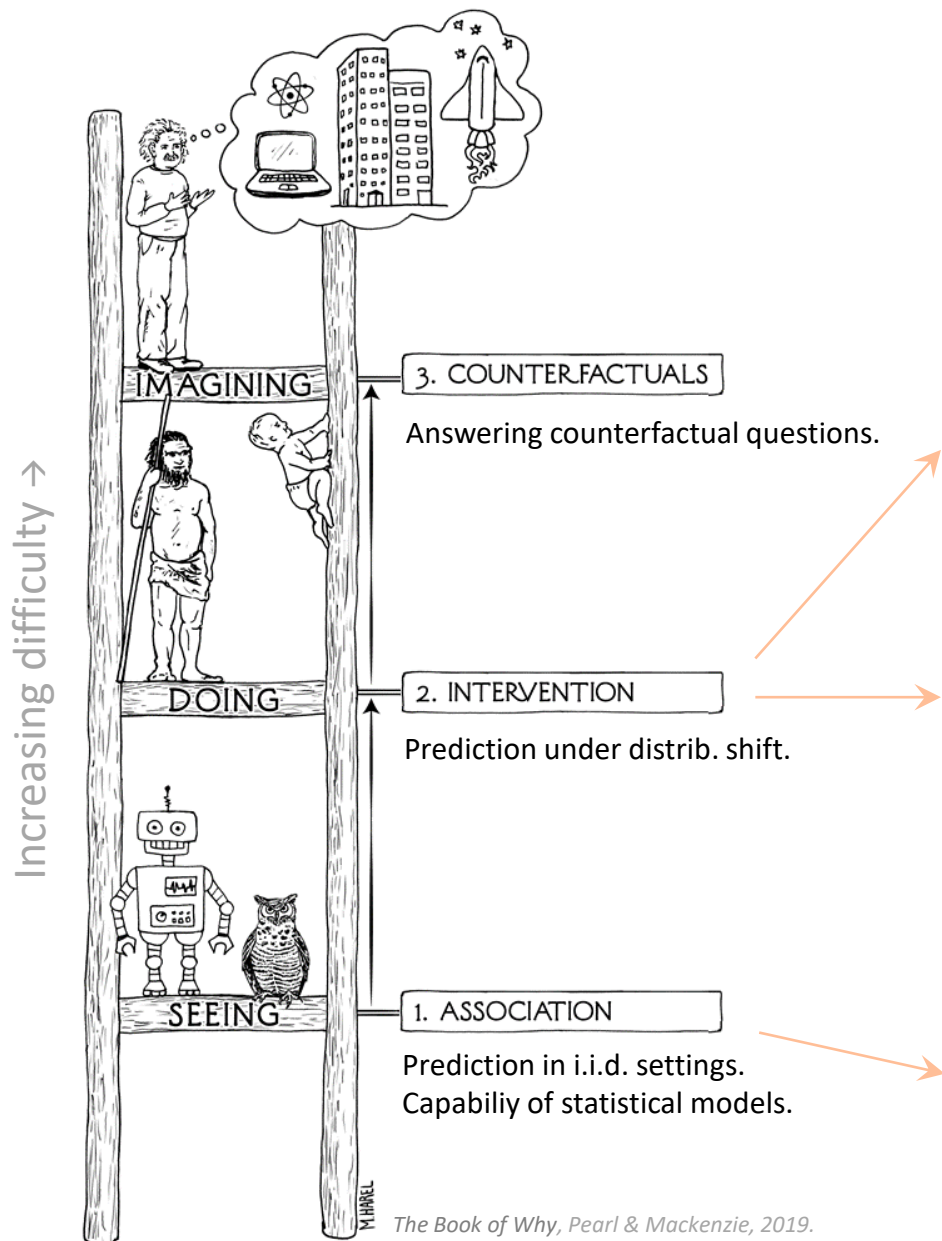 Increasing difficulty →
IMAGINING
3. COUNTERFACTUALS
Answering counterfactual questions.
DOING
2. INTERVENTION
Prediction under distrib. shift.
SEEING
1. ASSOCIATION
Prediction in i.i.d. settings.
Capabiliy of statistical models.
M.HAREL
The Book of Why, Pearl & Mackenzie, 2019.